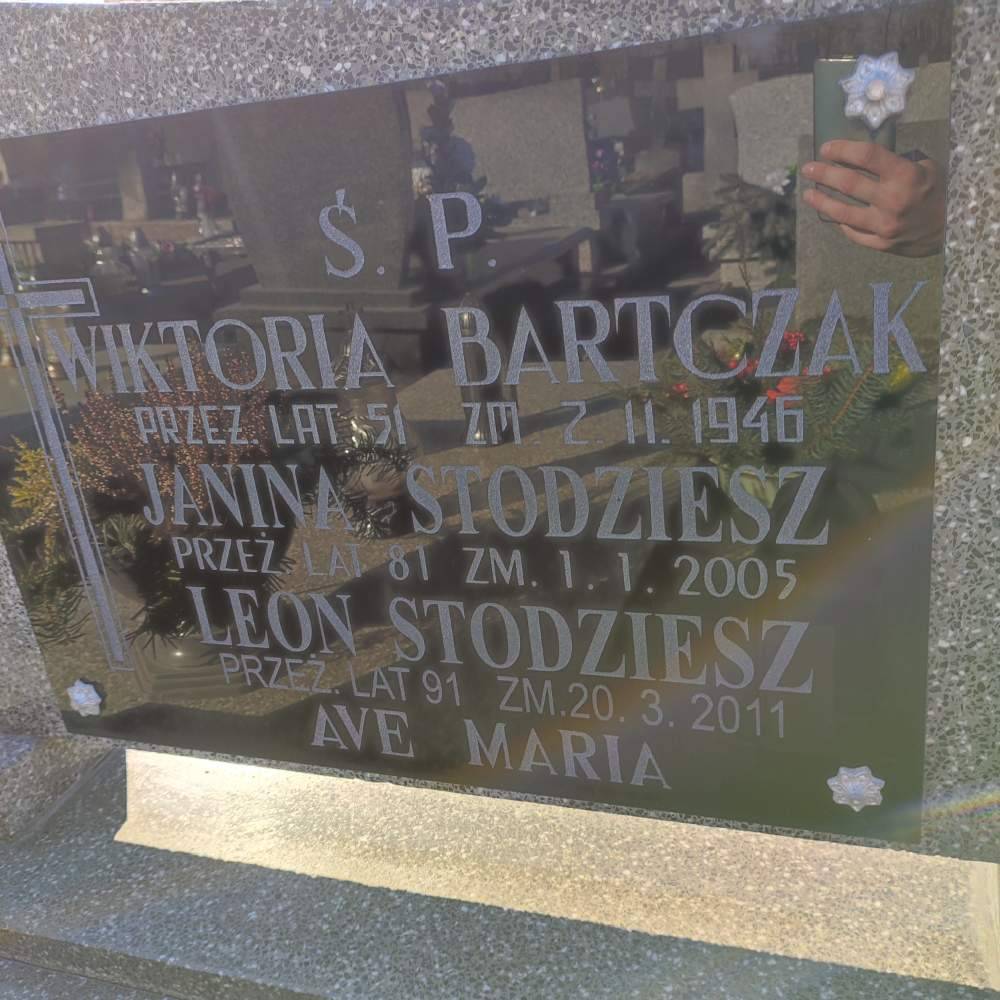 Ś. P.
WIKTORIA BARTCZAK
PRZEŻ. LAT 51 ZM. 2. 11. 1946
JANINA STODZIESZ
PRZEŻ. LAT 81 ZM. 1. 1. 2005
LEON STODZIESZ
PRZEŻ. LAT 91 ZM. 20. 3. 2011
AVE MARIA